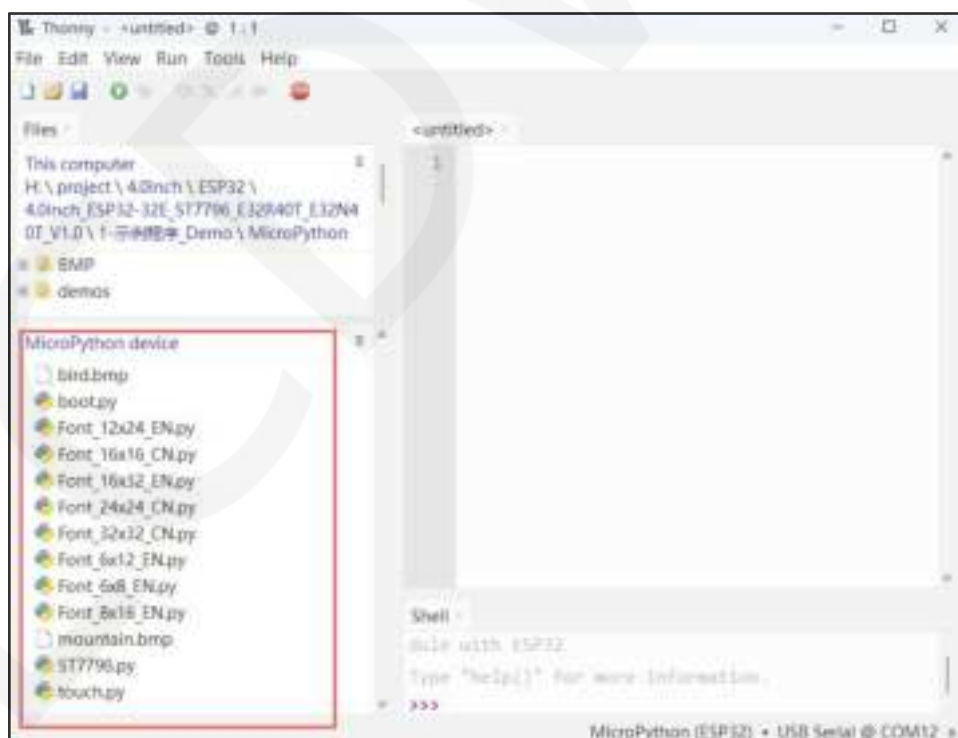 Thonny - <untitled> @ 1:1
File Edit View Run Tools Help
Files
This computer
H: \ project \ 4.0inch \ ESP32 \
4.0inch_ESP32-32E_ST7796_E32R40T_E32N4
0T_V1.0 \ 1-示例程序_Demo \ MicroPython
BMP
demos
MicroPython device
bird.bmp
boot.py
Font_12x24_EN.py
Font_16x16_CN.py
Font_16x32_EN.py
Font_24x24_CN.py
Font_32x32_CN.py
Font_6x12_EN.py
Font_6x8_EN.py
Font_8x16_EN.py
mountain.bmp
ST7796.py
touch.py
<untitled>
1
Shell
dule with ESP32
Type "help()" for more information.
>>>
MicroPython (ESP32) • USB Serial @ COM12